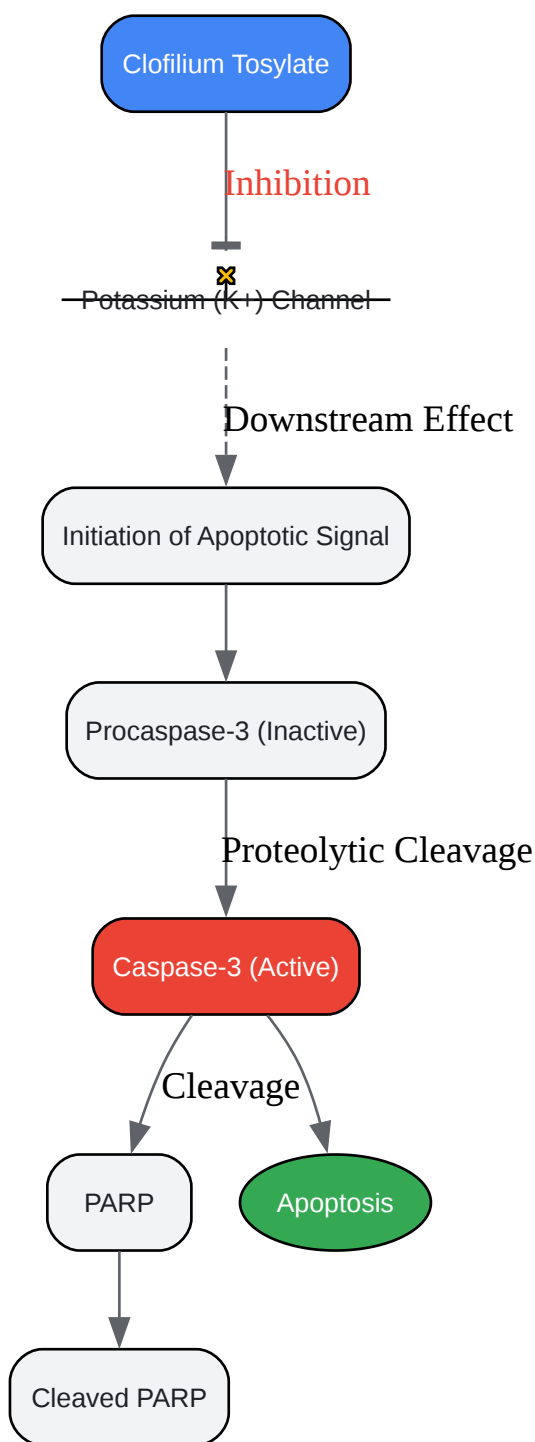 Clofilium Tosylate
Inhibition
Potassium (K+) Channel
Downstream Effect
Initiation of Apoptotic Signal
Procaspase-3 (Inactive)
Proteolytic Cleavage
Caspase-3 (Active)
Cleavage
PARP
Apoptosis
Cleaved PARP